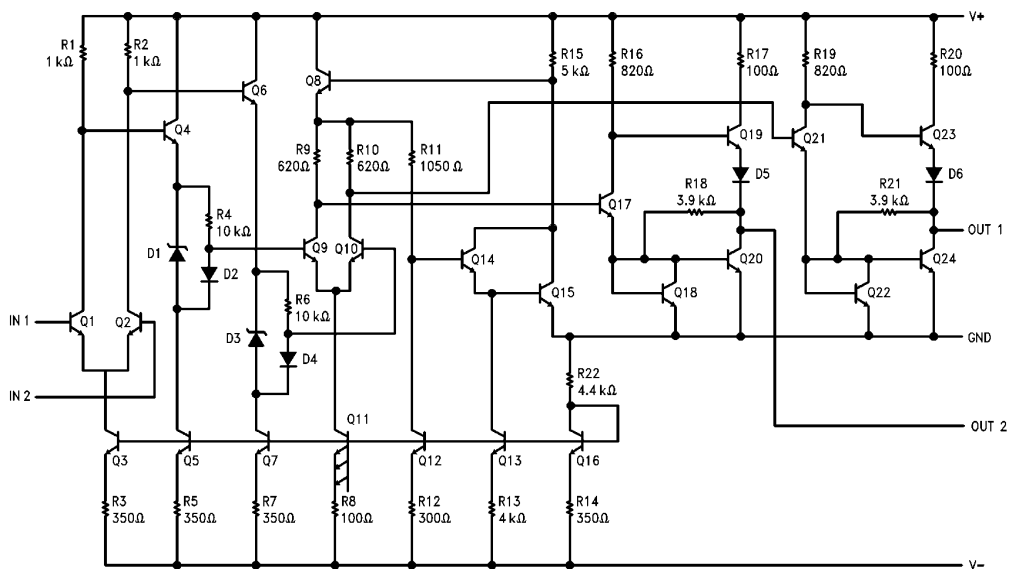 V+
R1
1 kΩ
R2
1 kΩ
Q4
Q6
Q8
R15
5 kΩ
R16
820Ω
R17
100Ω
R19
820Ω
R20
100Ω
R9
620Ω
R10
620Ω
R11
1050 Ω
Q19
Q21
Q23
D5
D6
R18
3.9 kΩ
R21
3.9 kΩ
R4
10 kΩ
Q17
D1
D2
Q9
Q10
Q14
Q20
Q24
OUT 1
R6
10 kΩ
Q15
Q18
Q22
IN 1
Q1
Q2
D3
D4
GND
R22
4.4 kΩ
IN 2
Q11
OUT 2
Q3
Q5
Q7
Q12
Q13
Q16
R3
350Ω
R5
350Ω
R7
350Ω
R8
100Ω
R12
300Ω
R13
4 kΩ
R14
350Ω
V−